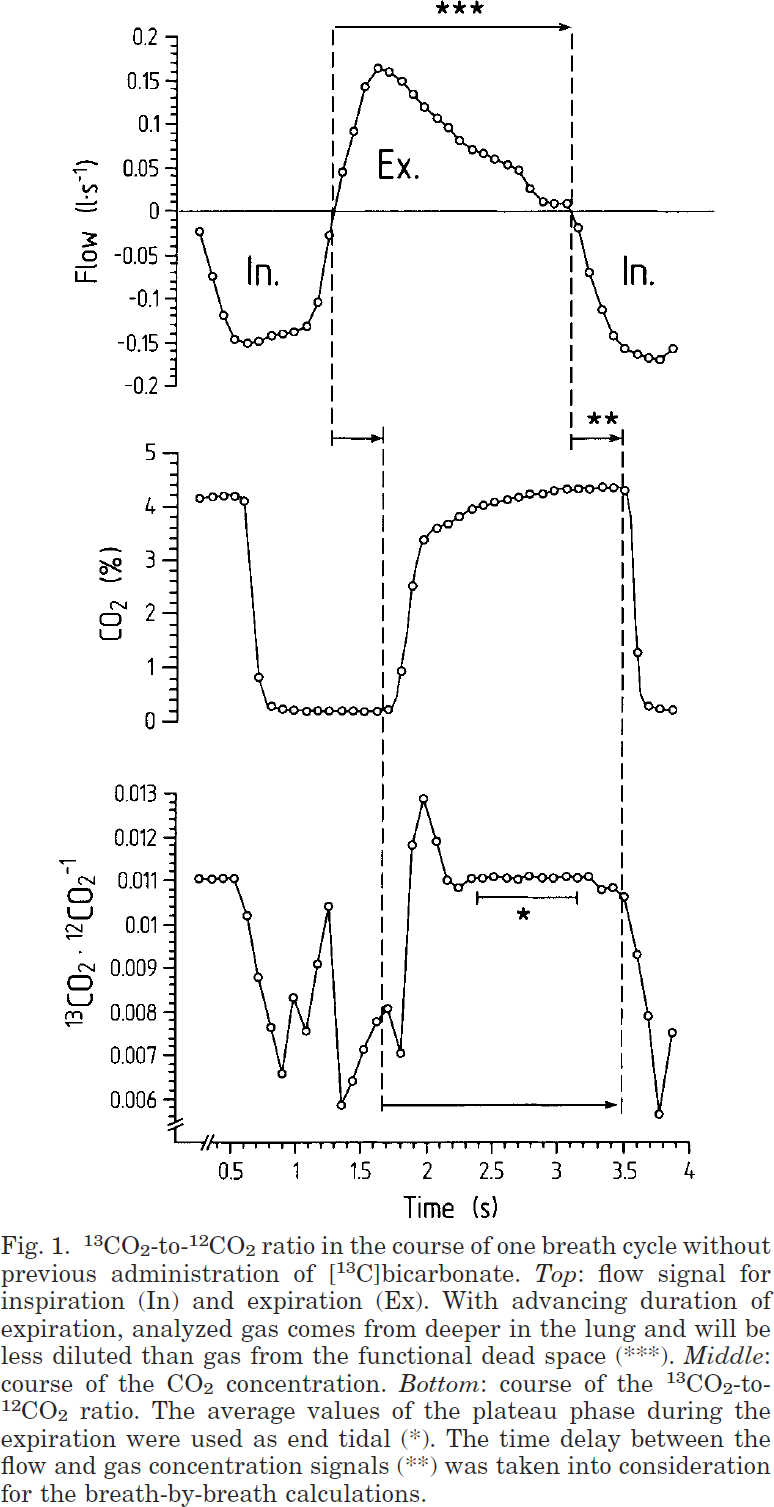 ***
0.2
0.15
0.1
0.05
0
-0.05
-0.1
-0.15
-0.2
Flow (l·s⁻¹)
In.
Ex.
In.
**
5
4
3
2
1
0
CO₂ (%)
0.013
0.012
0.011
0.01
0.009
0.008
0.007
0.006
¹³CO₂ · ¹²CO₂⁻¹
*
0.5 1 1.5 2 2.5 3 3.5 4
Time (s)
Fig. 1. ¹³CO₂-to-¹²CO₂ ratio in the course of one breath cycle without
previous administration of [¹³C]bicarbonate. Top: flow signal for
inspiration (In) and expiration (Ex). With advancing duration of
expiration, analyzed gas comes from deeper in the lung and will be
less diluted than gas from the functional dead space (***). Middle:
course of the CO₂ concentration. Bottom: course of the ¹³CO₂-to-
¹²CO₂ ratio. The average values of the plateau phase during the
expiration were used as end tidal (*). The time delay between the
flow and gas concentration signals (**) was taken into consideration
for the breath-by-breath calculations.